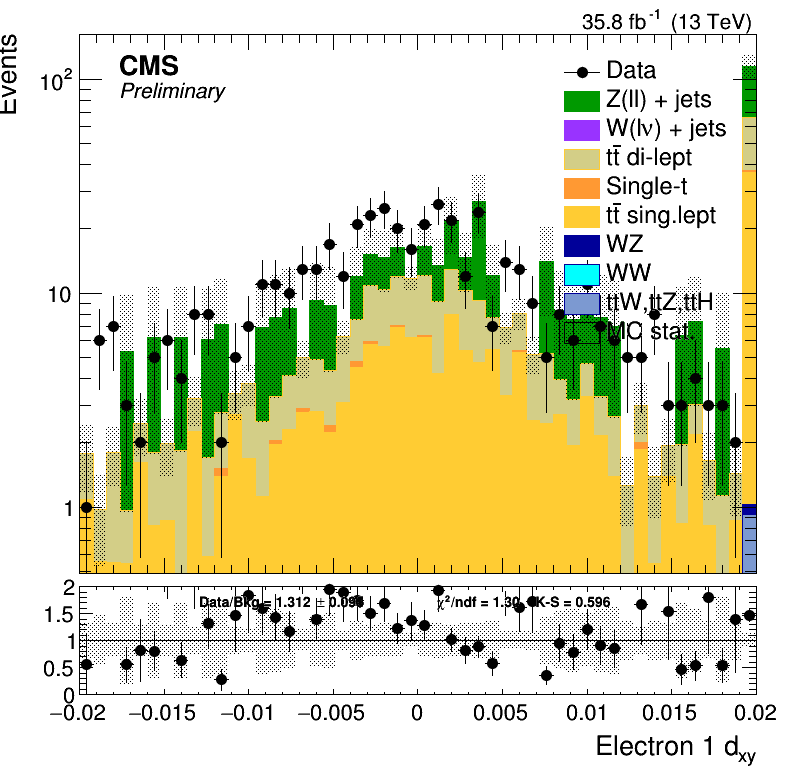 35.8 fb⁻¹ (13 TeV)
Events
CMS
Preliminary
Data
Z(ll) + jets
W(lν) + jets
tt̄ di-lept
Single-t
tt̄ sing.lept
WZ
WW
ttW,ttZ,ttH
MC stat.
10²
10
1
Data/Bkg = 1.312 ± 0.094
χ²/ndf = 1.30 K-S = 0.596
2
1.5
1
0.5
0
−0.02 −0.015 −0.01 −0.005 0 0.005 0.01 0.015 0.02
Electron 1 d_xy